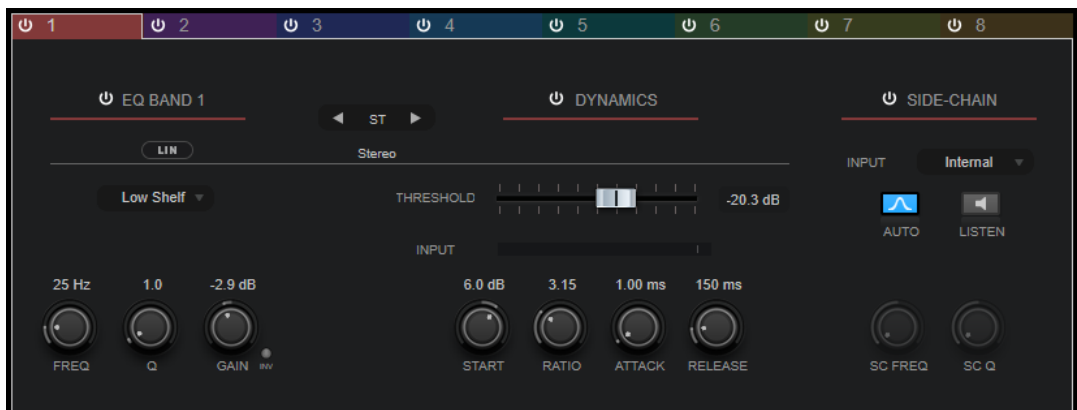 1 2 3 4 5 6 7 8
EQ BAND 1 DYNAMICS SIDE-CHAIN
ST
LIN Stereo
INPUT Internal
Low Shelf THRESHOLD -20.3 dB
AUTO LISTEN
INPUT
25 Hz 1.0 -2.9 dB 6.0 dB 3.15 1.00 ms 150 ms
INV
FREQ Q GAIN START RATIO ATTACK RELEASE SC FREQ SC Q